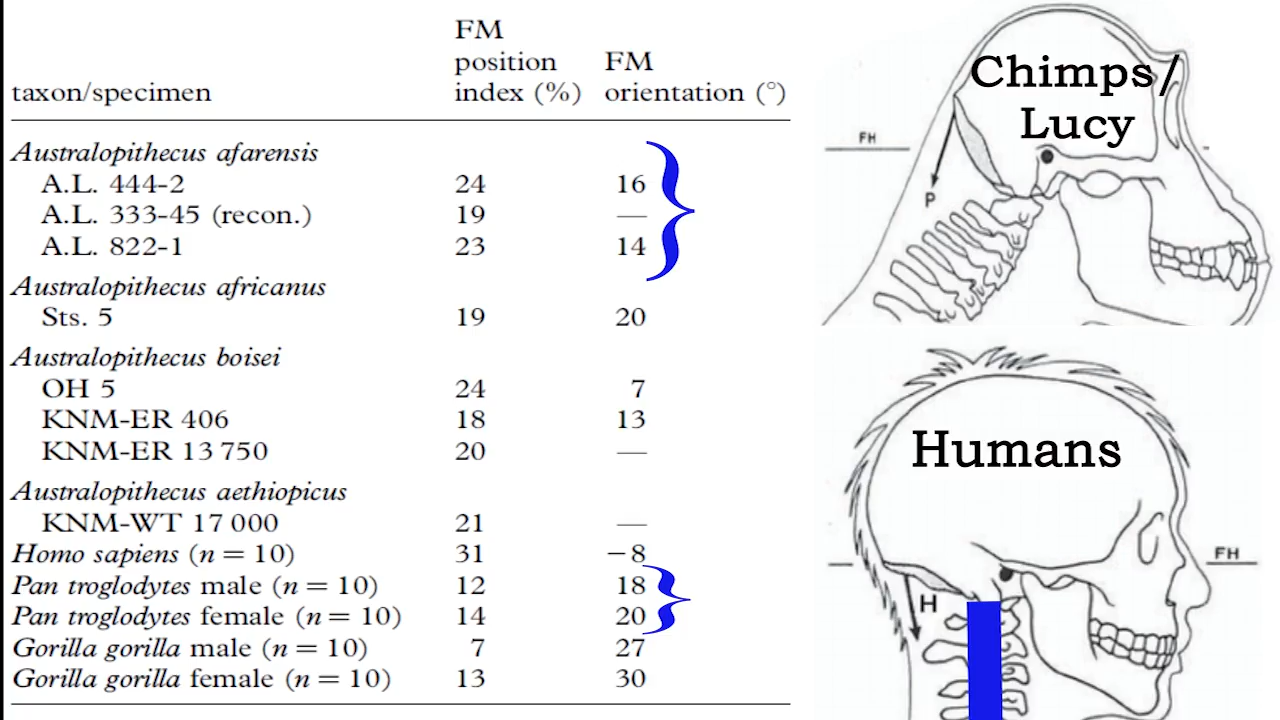 FM
position FM
taxon/specimen index (%) orientation (°)
Australopithecus afarensis
A.L. 444-2 24 16
A.L. 333-45 (recon.) 19 —
A.L. 822-1 23 14
Australopithecus africanus
Sts. 5 19 20
Australopithecus boisei
OH 5 24 7
KNM-ER 406 18 13
KNM-ER 13 750 20 —
Australopithecus aethiopicus
KNM-WT 17 000 21 —
Homo sapiens (n = 10) 31 −8
Pan troglodytes male (n = 10) 12 18
Pan troglodytes female (n = 10) 14 20
Gorilla gorilla male (n = 10) 7 27
Gorilla gorilla female (n = 10) 13 30
Chimps/
Lucy
FH
P
Humans
FH
H